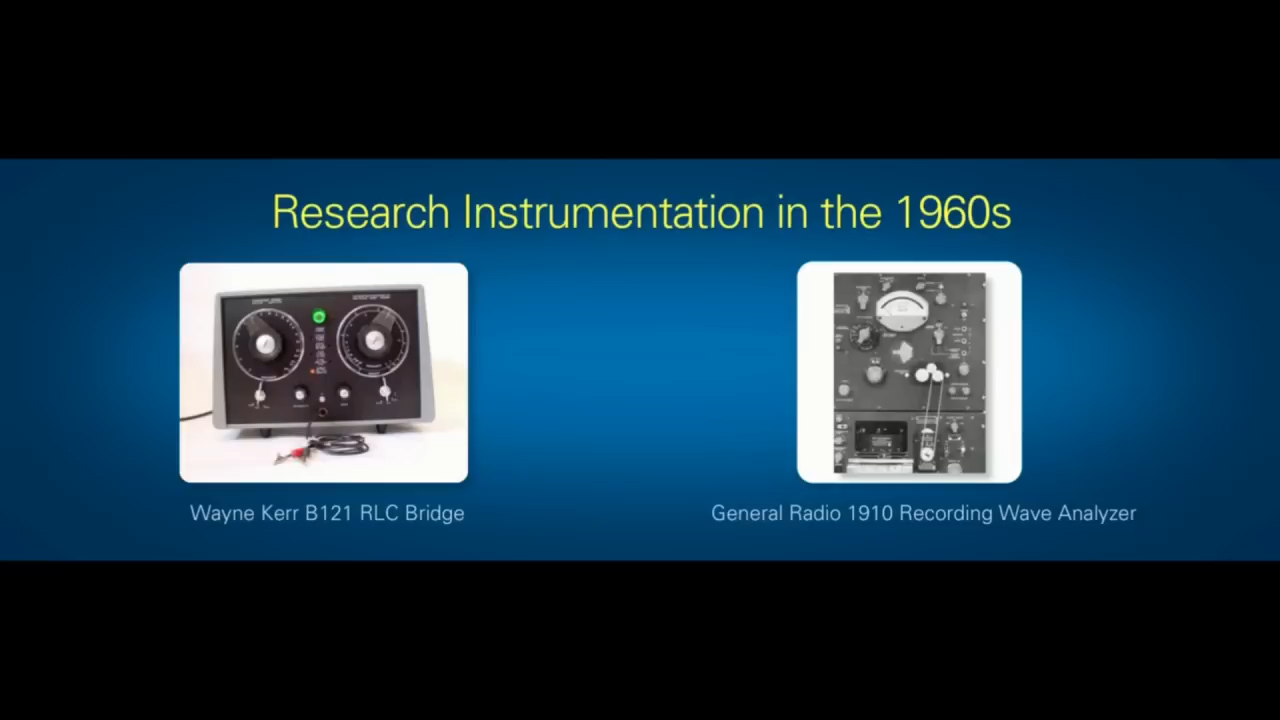 Research Instrumentation in the 1960s
Wayne Kerr B121 RLC Bridge
General Radio 1910 Recording Wave Analyzer